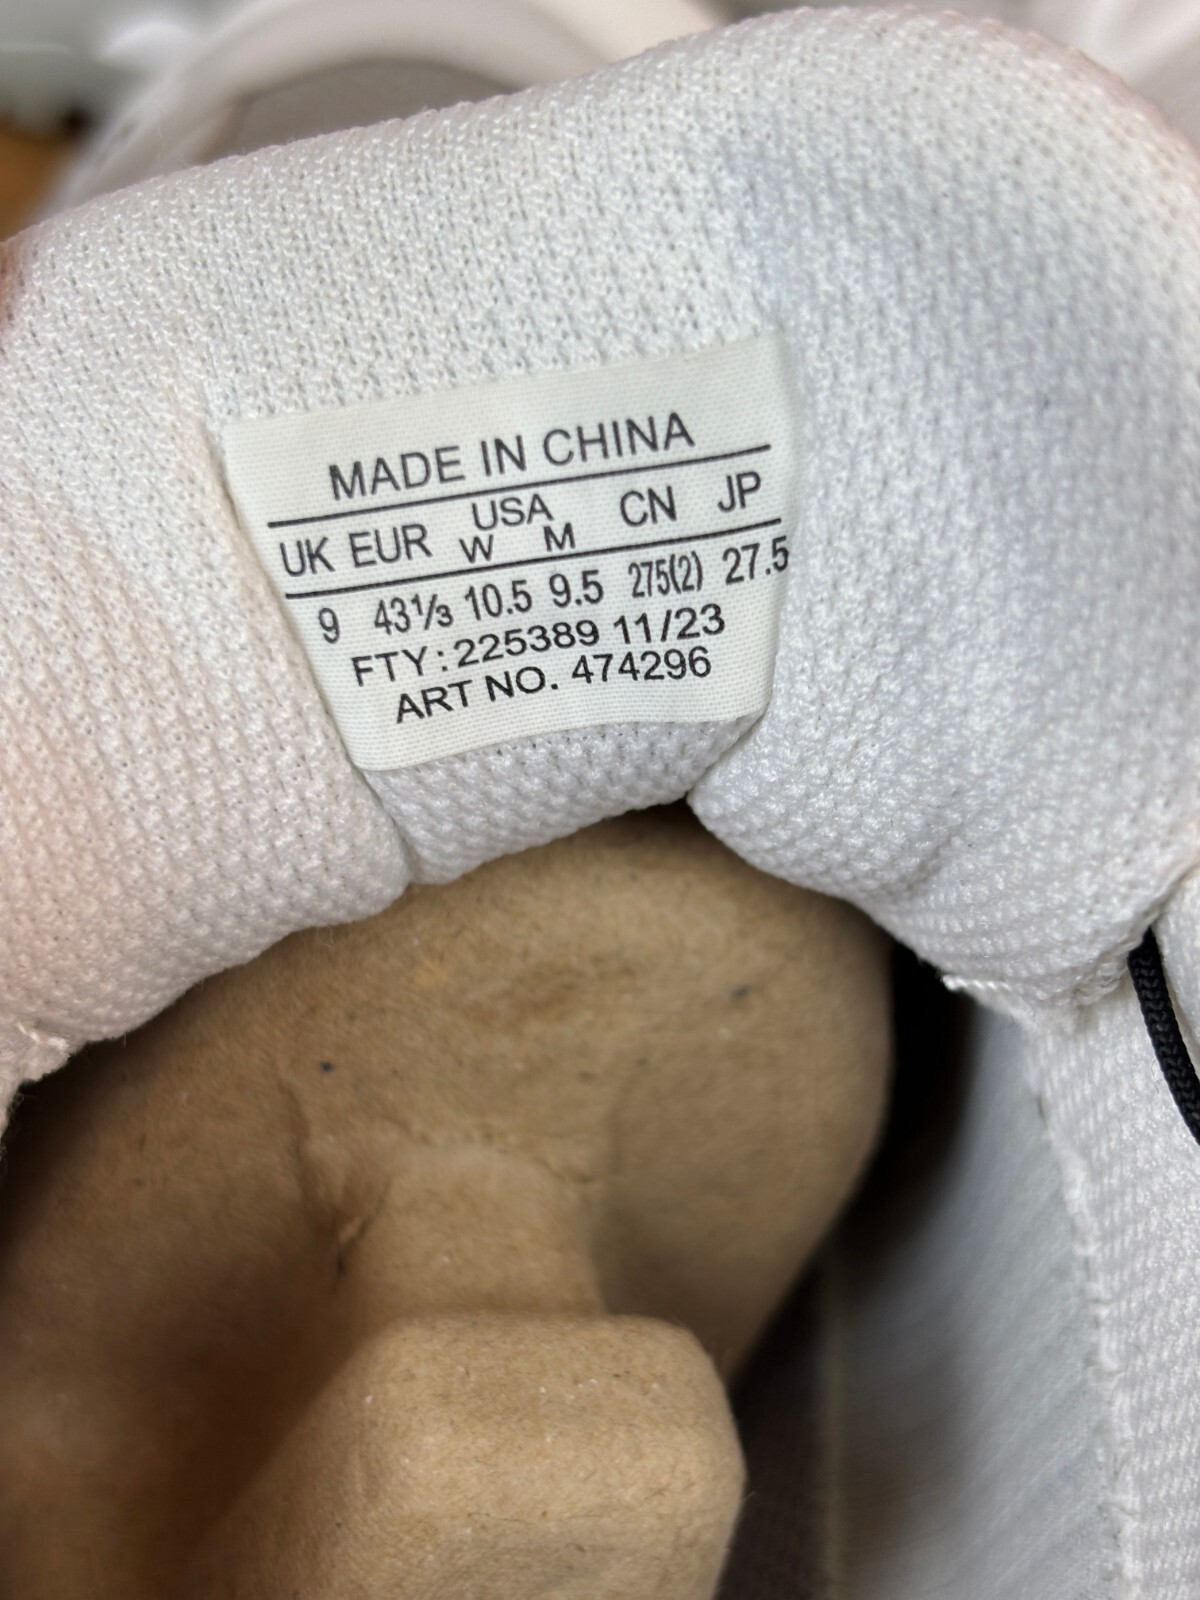 MADE IN CHINA
UK EUR USA W M CN JP
9 43⅓ 10.5 9.5 275(2) 27.5
FTY: 225389 11/23
ART NO. 474296